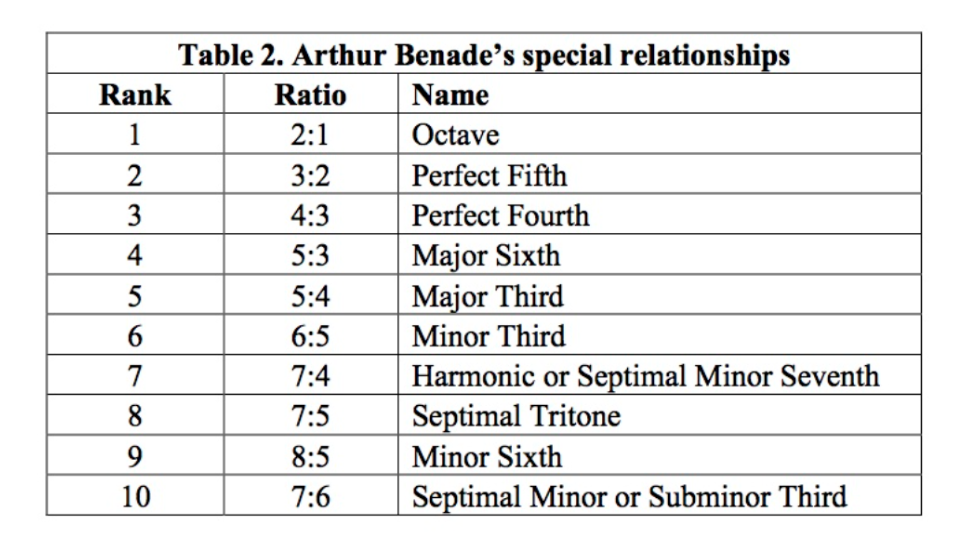 Table 2. Arthur Benade’s special relationships
Rank Ratio Name
1 2:1 Octave
2 3:2 Perfect Fifth
3 4:3 Perfect Fourth
4 5:3 Major Sixth
5 5:4 Major Third
6 6:5 Minor Third
7 7:4 Harmonic or Septimal Minor Seventh
8 7:5 Septimal Tritone
9 8:5 Minor Sixth
10 7:6 Septimal Minor or Subminor Third